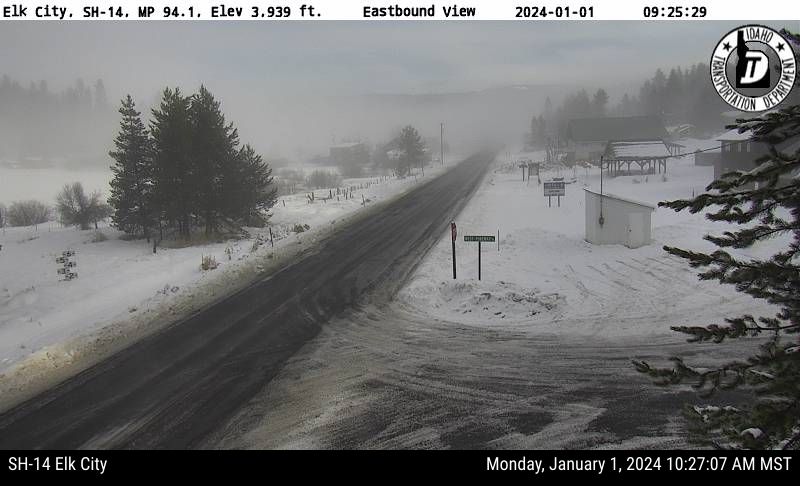 Elk City, SH-14, MP 94.1, Elev 3,939 ft. Eastbound View 2024-01-01 09:25:29
IDAHO
TRANSPORTATION DEPARTMENT
SH-14 Elk City Monday, January 1, 2024 10:27:07 AM MST